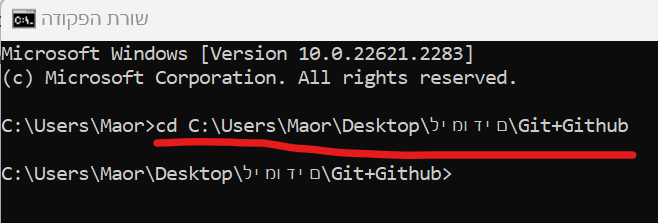 שורת הפקודה
Microsoft Windows [Version 10.0.22621.2283]
(c) Microsoft Corporation. All rights reserved.
C:\Users\Maor>cd C:\Users\Maor\Desktop\לימודים\Git+Github
C:\Users\Maor\Desktop\לימודים\Git+Github>